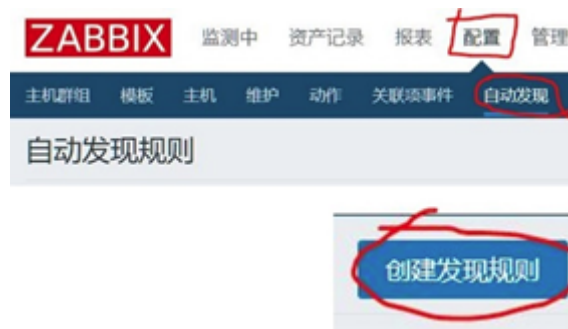 ZABBIX 监测中 资产记录 报表 配置 管理
主机群组 模板 主机 维护 动作 关联项事件 自动发现
自动发现规则
创建发现规则